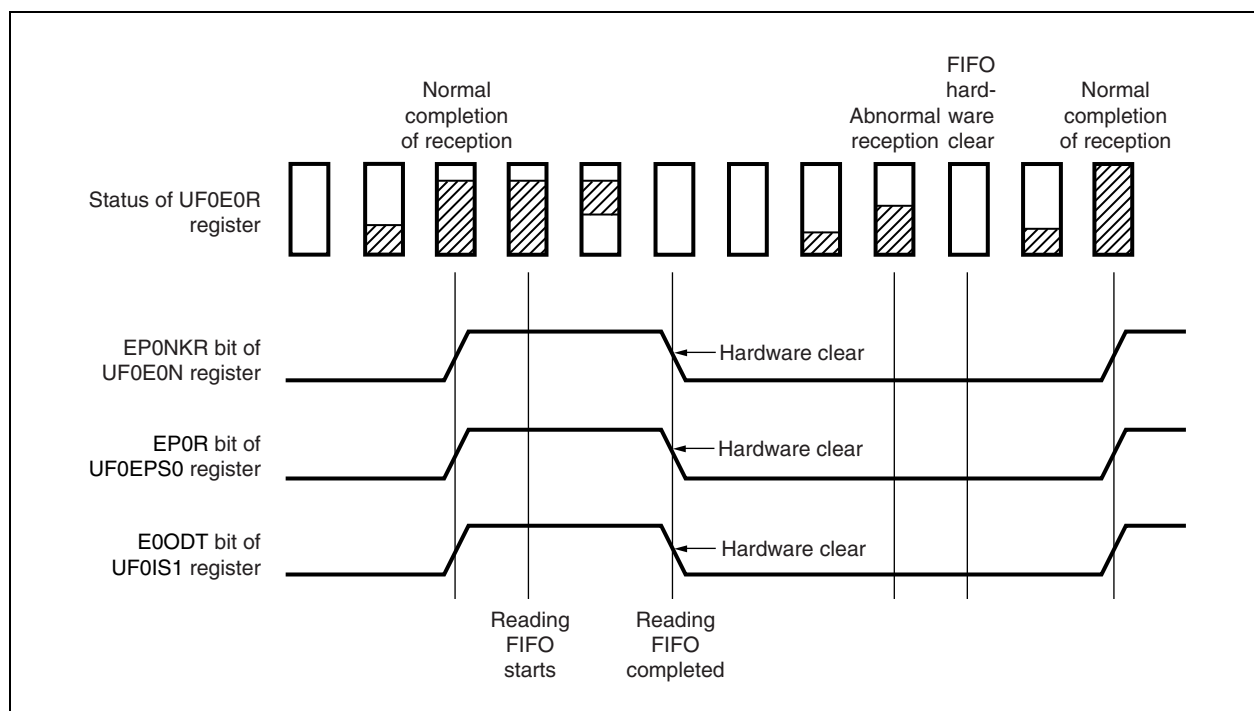 Normal
completion
of reception
Abnormal
reception
FIFO
hard-
ware
clear
Normal
completion
of reception
Status of UF0E0R
register
EP0NKR bit of
UF0E0N register
Hardware clear
EP0R bit of
UF0EPS0 register
Hardware clear
E0ODT bit of
UF0IS1 register
Hardware clear
Reading
FIFO
starts
Reading
FIFO
completed